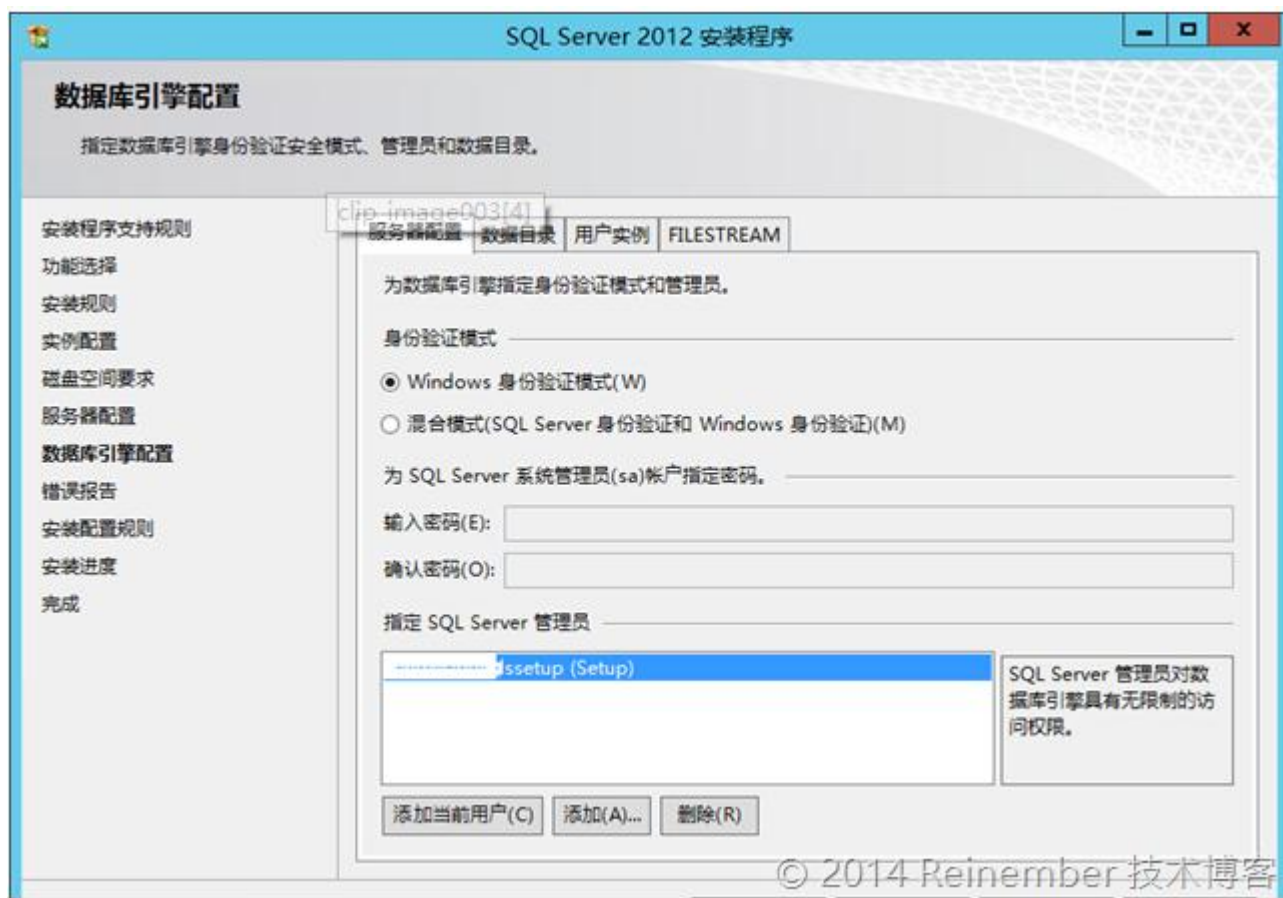 SQL Server 2012 安装程序
数据库引擎配置
指定数据库引擎身份验证安全模式、管理员和数据目录。
安装程序支持规则
功能选择
安装规则
实例配置
磁盘空间要求
服务器配置
数据库引擎配置
错误报告
安装配置规则
安装进度
完成
clip_image003[4]
服务器配置 数据目录 用户实例 FILESTREAM
为数据库引擎指定身份验证模式和管理员。
身份验证模式
Windows 身份验证模式(W)
混合模式(SQL Server 身份验证和 Windows 身份验证)(M)
为 SQL Server 系统管理员(sa)帐户指定密码。
输入密码(E):
确认密码(O):
指定 SQL Server 管理员
ssetup (Setup)
SQL Server 管理员对数
据库引擎具有无限制的访
问权限。
添加当前用户(C) 添加(A)... 删除(R)
© 2014 Reinember 技术博客